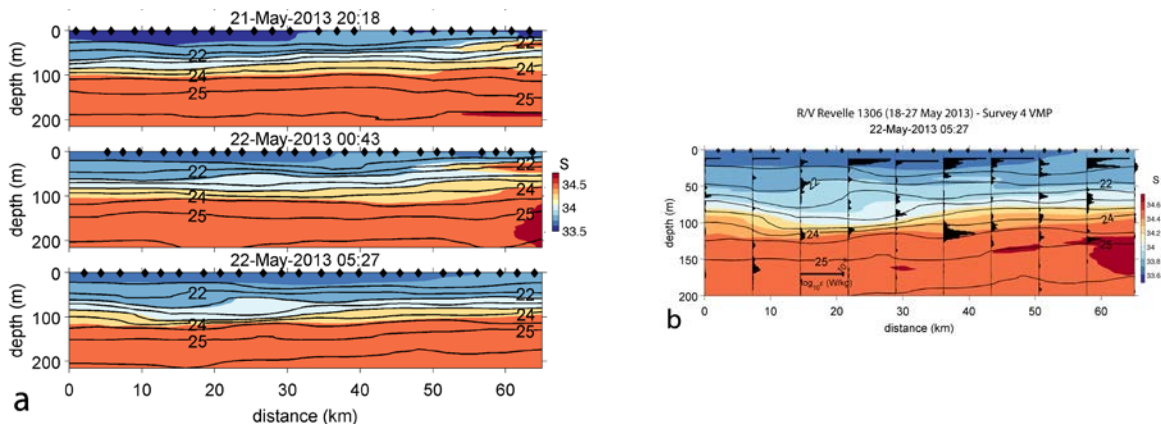 21-May-2013 20:18
0
100
200
depth (m)
22
24
25
22
24
25
22-May-2013 00:43
0
100
200
depth (m)
22
24
25
22
24
25
S
34.5
34
33.5
22-May-2013 05:27
0
100
200
depth (m)
22
24
25
22
24
25
0 10 20 30 40 50 60
distance (km)
a
R/V Revelle 1306 (18-27 May 2013) - Survey 4 VMP
22-May-2013 05:27
0
50
100
150
200
depth (m)
22
24
25
22
24
25
log10ε (W/kg)
S
34.6
34.4
34.2
34
33.8
33.6
0 10 20 30 40 50 60
distance (km)
b